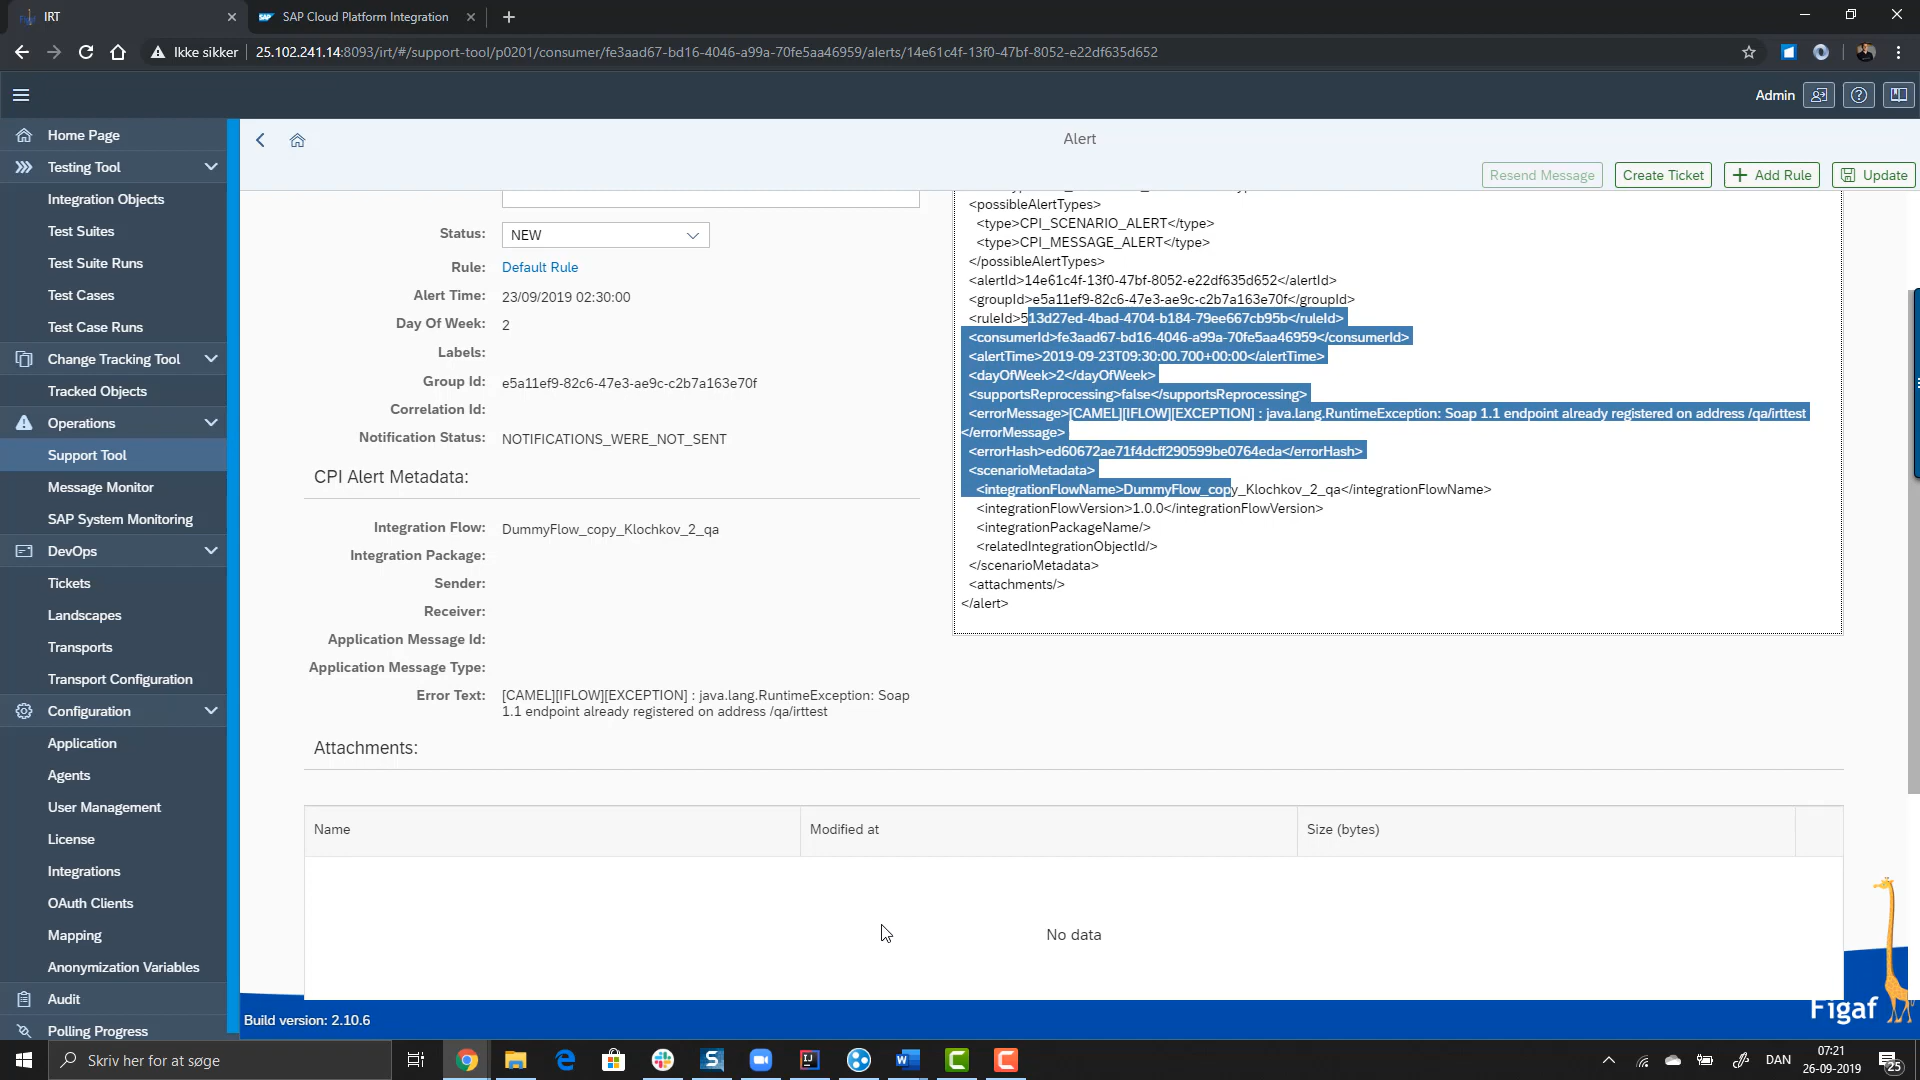 IRT
SAP Cloud Platform Integration
Ikke sikker
25.102.241.14:8093/irt/#/support-tool/p0201/consumer/fe3aad67-bd16-4046-a99a-70fe5aa46959/alerts/14e61c4f-13f0-47bf-8052-e22df635d652
Admin
Home Page
Testing Tool
Integration Objects
Test Suites
Test Suite Runs
Test Cases
Test Case Runs
Change Tracking Tool
Tracked Objects
Operations
Support Tool
Message Monitor
SAP System Monitoring
DevOps
Tickets
Landscapes
Transports
Transport Configuration
Configuration
Application
Agents
User Management
License
Integrations
OAuth Clients
Mapping
Anonymization Variables
Audit
Polling Progress
Alert
Resend Message
Create Ticket
Add Rule
Update
Status: NEW
Rule: Default Rule
Alert Time: 23/09/2019 02:30:00
Day Of Week: 2
Labels:
Group Id: e5a11ef9-82c6-47e3-ae9c-c2b7a163e70f
Correlation Id:
Notification Status: NOTIFICATIONS_WERE_NOT_SENT
CPI Alert Metadata:
Integration Flow: DummyFlow_copy_Klochkov_2_qa
Integration Package:
Sender:
Receiver:
Application Message Id:
Application Message Type:
Error Text: [CAMEL][IFLOW][EXCEPTION] : java.lang.RuntimeException: Soap
1.1 endpoint already registered on address /qa/irttest
<possibleAlertTypes>
<type>CPI_SCENARIO_ALERT</type>
<type>CPI_MESSAGE_ALERT</type>
</possibleAlertTypes>
<alertId>14e61c4f-13f0-47bf-8052-e22df635d652</alertId>
<groupId>e5a11ef9-82c6-47e3-ae9c-c2b7a163e70f</groupId>
<ruleId>513d27ed-4bad-4704-b184-79ee667cb95b</ruleId>
<consumerId>fe3aad67-bd16-4046-a99a-70fe5aa46959</consumerId>
<alertTime>2019-09-23T09:30:00.700+00:00</alertTime>
<dayOfWeek>2</dayOfWeek>
<supportsReprocessing>false</supportsReprocessing>
<errorMessage>[CAMEL][IFLOW][EXCEPTION] : java.lang.RuntimeException: Soap 1.1 endpoint already registered on address /qa/irttest
</errorMessage>
<errorHash>ed60672ae71f4dcff290599be0764eda</errorHash>
<scenarioMetadata>
<integrationFlowName>DummyFlow_copy_Klochkov_2_qa</integrationFlowName>
<integrationFlowVersion>1.0.0</integrationFlowVersion>
<integrationPackageName/>
<relatedIntegrationObjectId/>
</scenarioMetadata>
<attachments/>
</alert>
Attachments:
Name
Modified at
Size (bytes)
No data
Build version: 2.10.6
Figaf
Skriv her for at søge
DAN
07:21
26-09-2019
25